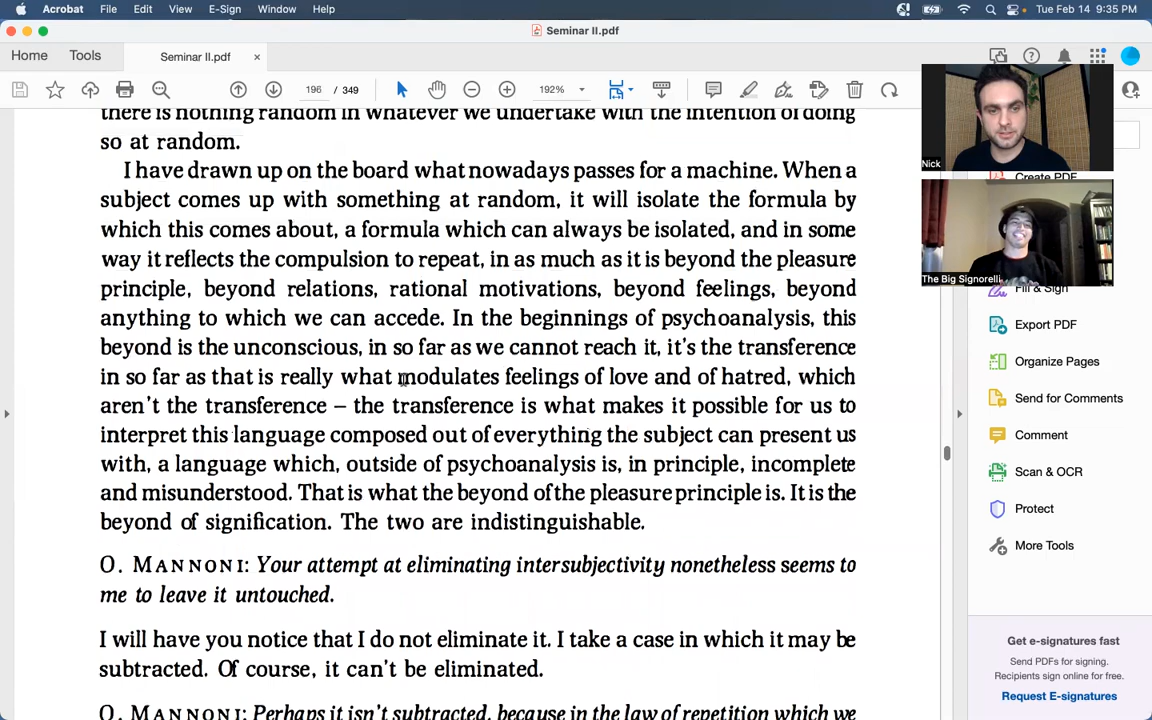 Acrobat File Edit View E-Sign Window Help Tue Feb 14 9:35 PM
Seminar II.pdf
Home Tools Seminar II.pdf ×
196 / 349 192%
there is nothing random in whatever we undertake with the intention of doing
so at random.
I have drawn up on the board what nowadays passes for a machine. When a
subject comes up with something at random, it will isolate the formula by
which this comes about, a formula which can always be isolated, and in some
way it reflects the compulsion to repeat, in as much as it is beyond the pleasure
principle, beyond relations, rational motivations, beyond feelings, beyond
anything to which we can accede. In the beginnings of psychoanalysis, this
beyond is the unconscious, in so far as we cannot reach it, it's the transference
in so far as that is really what modulates feelings of love and of hatred, which
aren't the transference – the transference is what makes it possible for us to
interpret this language composed out of everything the subject can present us
with, a language which, outside of psychoanalysis is, in principle, incomplete
and misunderstood. That is what the beyond of the pleasure principle is. It is the
beyond of signification. The two are indistinguishable.
O. MANNONI: Your attempt at eliminating intersubjectivity nonetheless seems to
me to leave it untouched.
I will have you notice that I do not eliminate it. I take a case in which it may be
subtracted. Of course, it can't be eliminated.
O. MANNONI: Perhaps it isn't subtracted, because in the law of repetition which we
Nick
Create PDF
The Big Signorelli
Fill & Sign
Export PDF
Organize Pages
Send for Comments
Comment
Scan & OCR
Protect
More Tools
Get e-signatures fast
Send PDFs for signing.
Recipients sign online for free.
Request E-signatures